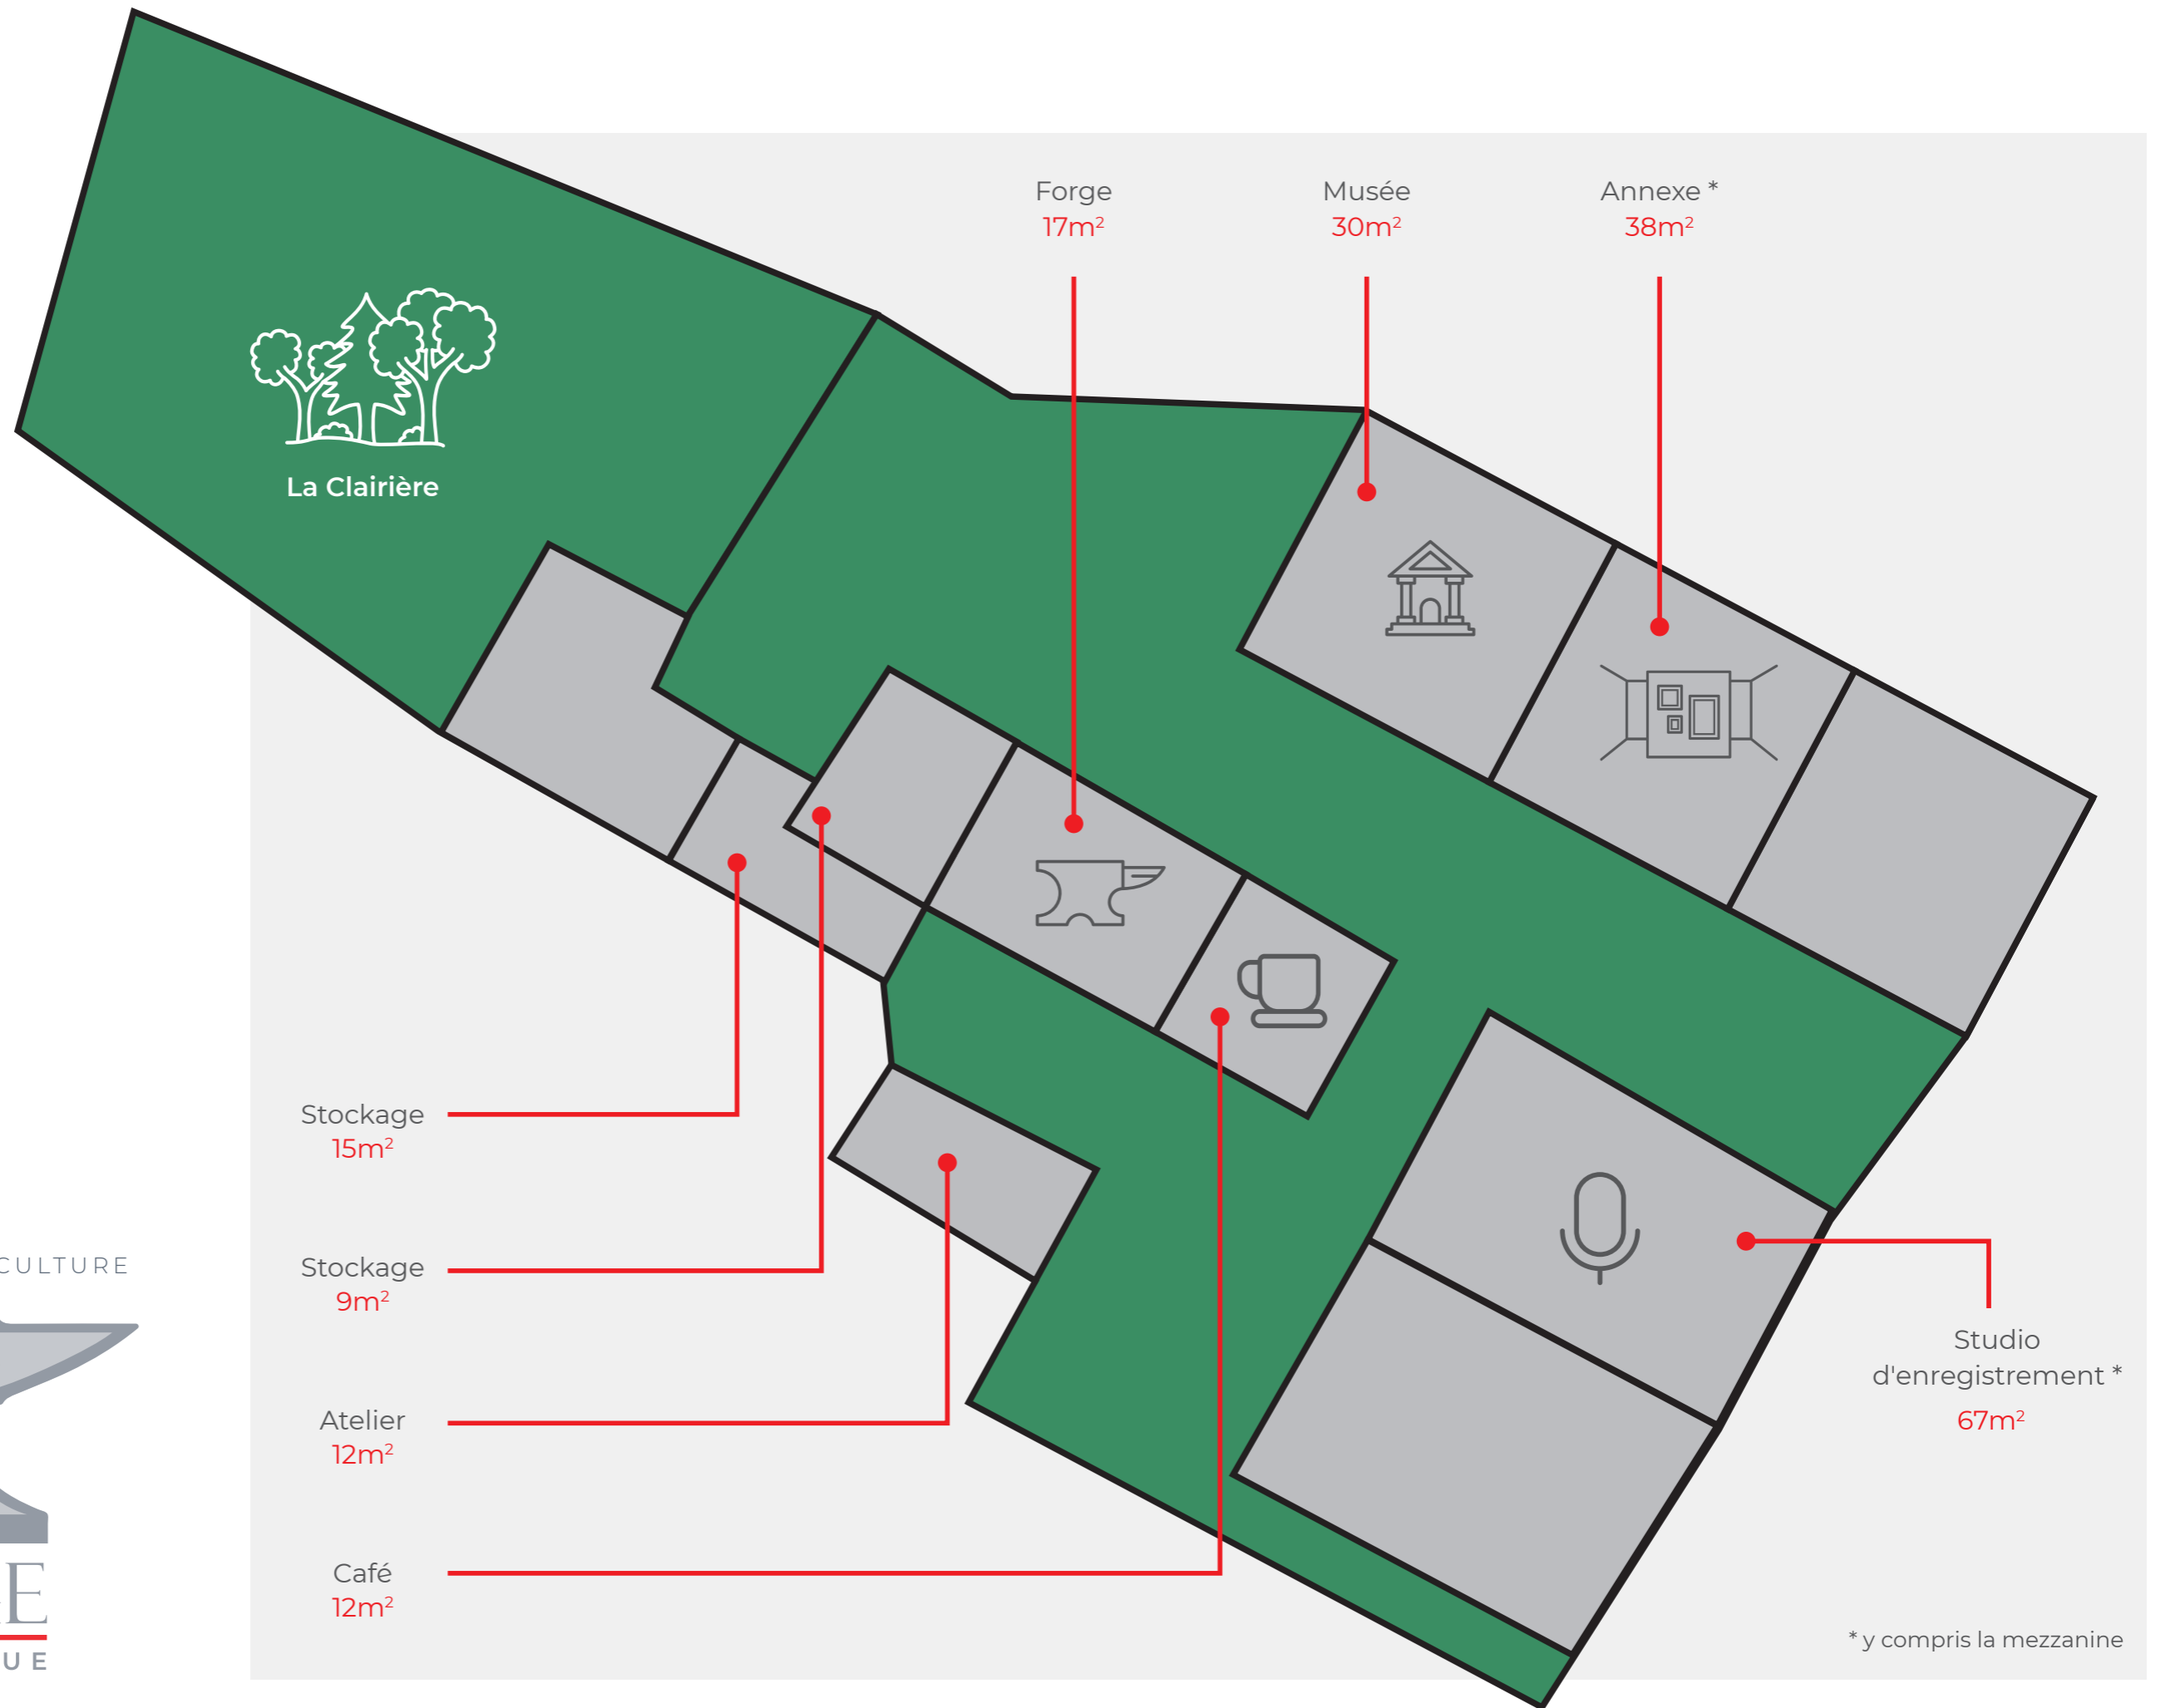 Forge
17m²
Musée
30m²
Annexe *
38m²
La Clairière
Stockage
15m²
Stockage
9m²
Atelier
12m²
Café
12m²
Studio
d'enregistrement *
67m²
* y compris la mezzanine
CULTURE
E
UE